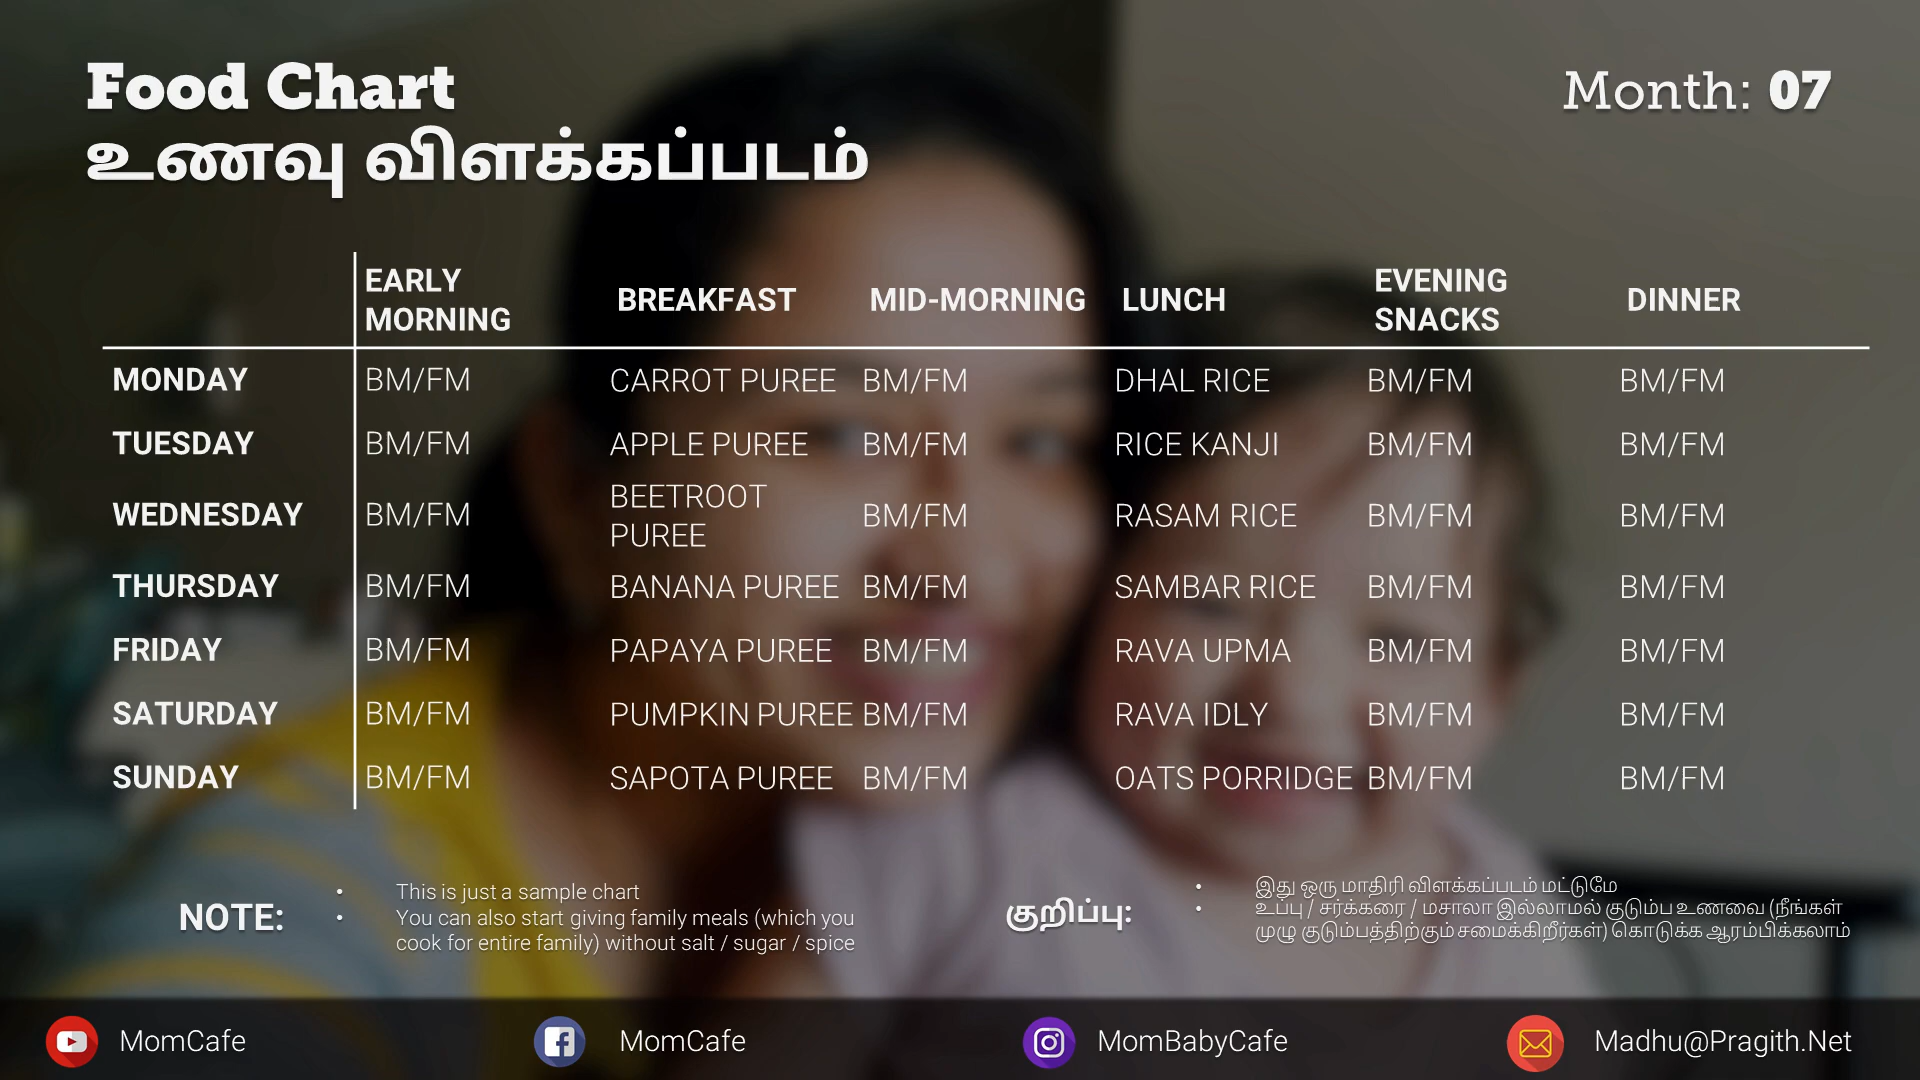 Food Chart
உணவு விளக்கப்படம்
Month: 07
EARLY MORNING BREAKFAST MID-MORNING LUNCH EVENING SNACKS DINNER
MONDAY BM/FM CARROT PUREE BM/FM DHAL RICE BM/FM BM/FM
TUESDAY BM/FM APPLE PUREE BM/FM RICE KANJI BM/FM BM/FM
WEDNESDAY BM/FM BEETROOT PUREE BM/FM RASAM RICE BM/FM BM/FM
THURSDAY BM/FM BANANA PUREE BM/FM SAMBAR RICE BM/FM BM/FM
FRIDAY BM/FM PAPAYA PUREE BM/FM RAVA UPMA BM/FM BM/FM
SATURDAY BM/FM PUMPKIN PUREE BM/FM RAVA IDLY BM/FM BM/FM
SUNDAY BM/FM SAPOTA PUREE BM/FM OATS PORRIDGE BM/FM BM/FM
NOTE:
• This is just a sample chart
• You can also start giving family meals (which you
cook for entire family) without salt / sugar / spice
குறிப்பு:
• இது ஒரு மாதிரி விளக்கப்படம் மட்டுமே
• உப்பு / சர்க்கரை / மசாலா இல்லாமல் குடும்ப உணவை (நீங்கள்
முழு குடும்பத்திற்கும் சமைக்கிறீர்கள்) கொடுக்க ஆரம்பிக்கலாம்
MomCafe MomCafe MomBabyCafe Madhu@Pragith.Net